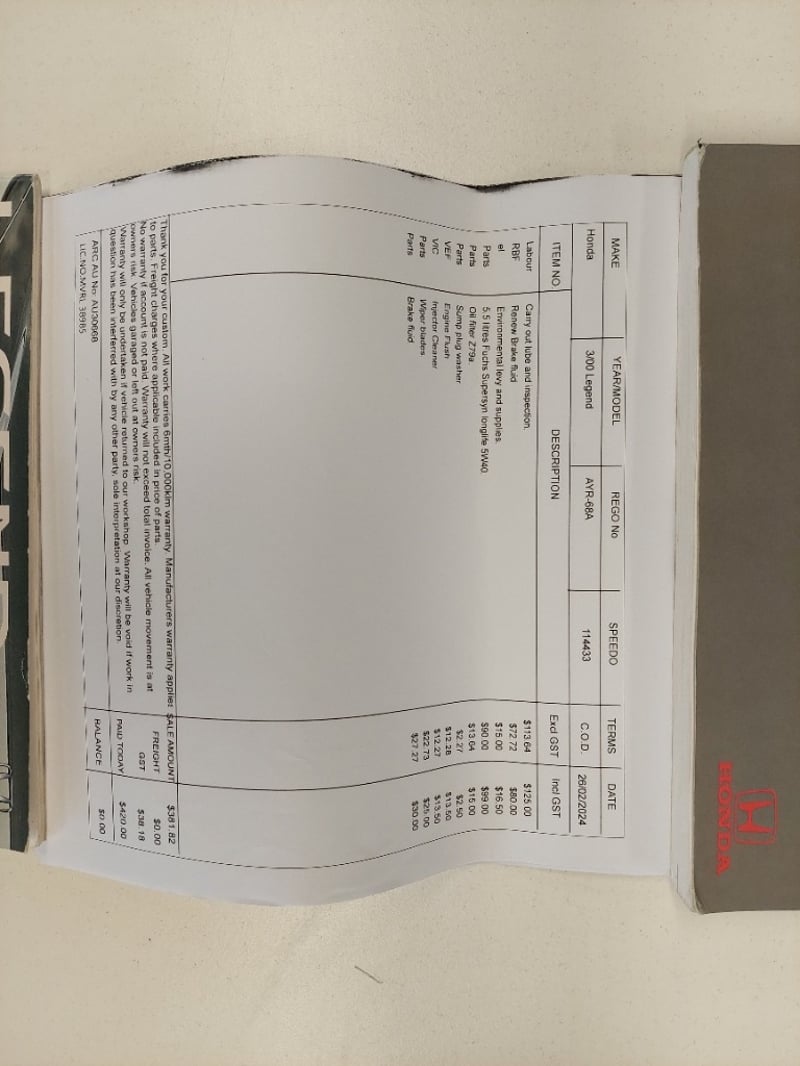 MAKE YEAR/MODEL REGO No SPEEDO TERMS DATE
Honda 3/00 Legend AYR-68A 114433 C.O.D. 26/02/2024
ITEM NO. DESCRIPTION Excl GST Incl GST
Labour Carry out lube and inspection. $113.64 $125.00
RBF Renew Brake fluid $72.72 $80.00
el Environmental levy and supplies. $15.00 $16.50
Parts 5.5 litres Fuchs Supersyn longlife 5W40 $90.00 $99.00
Parts Oil filter Z79a $13.64 $15.00
Parts Sump plug washer $2.27 $2.50
VEF Engine Flush $12.28 $13.50
VIC Injector Cleaner $12.27 $13.50
Parts Wiper blades $22.73 $25.00
Parts Brake fluid $27.27 $30.00
Thank you for your custom. All work carries 6mth/10,000klm warranty. Manufacturers warranty applies SALE AMOUNT $381.82
to parts. Freight charges where applicable included in price of parts. FREIGHT $0.00
No warranty if account is not paid. Warranty will not exceed total invoice. All vehicle movement is at GST $38.18
owners risk. Vehicles garaged or left out at owners risk.
Warranty will only be undertaken if vehicle returned to our workshop. Warranty will be void if work in PAID TODAY $420.00
question has been interfered with by any other party, sole interpretation at our discretion.
ARC AU No: AU30668 BALANCE $0.00
LIC.NO.MVRL 38985
HONDA
LEGEND